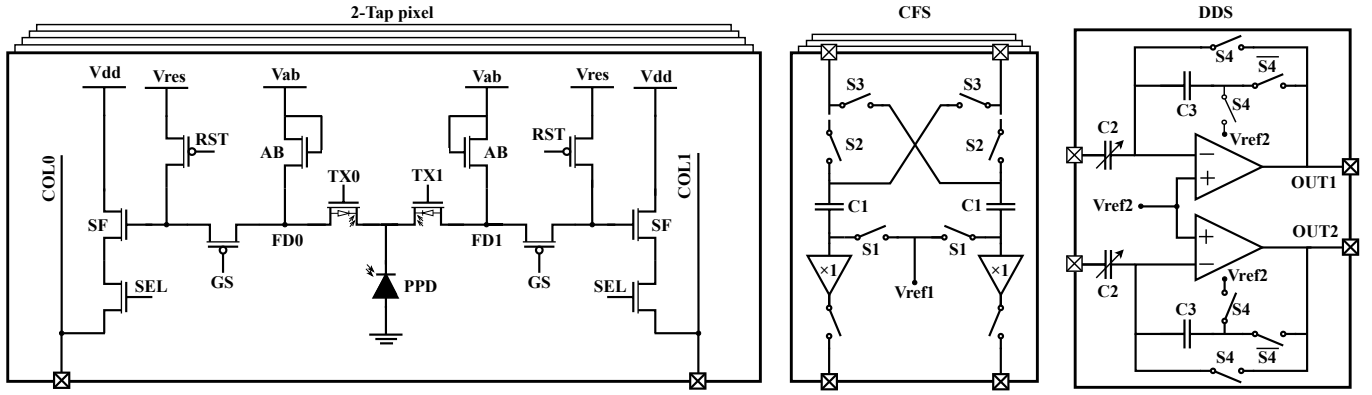 2-Tap pixel
Vdd Vres Vab Vab Vres Vdd
RST AB AB RST
COL0 TX0 TX1 COL1
SF FD0 FD1 SF
GS GS
SEL PPD SEL
CFS
S3 S3
S2 S2
C1 C1
S1 S1
×1 ×1
Vref1
DDS
S4
C3 S4 S4
C2 Vref2
−
+
OUT1
Vref2
+
OUT2
−
C2 Vref2
S4
C3 S4
S4